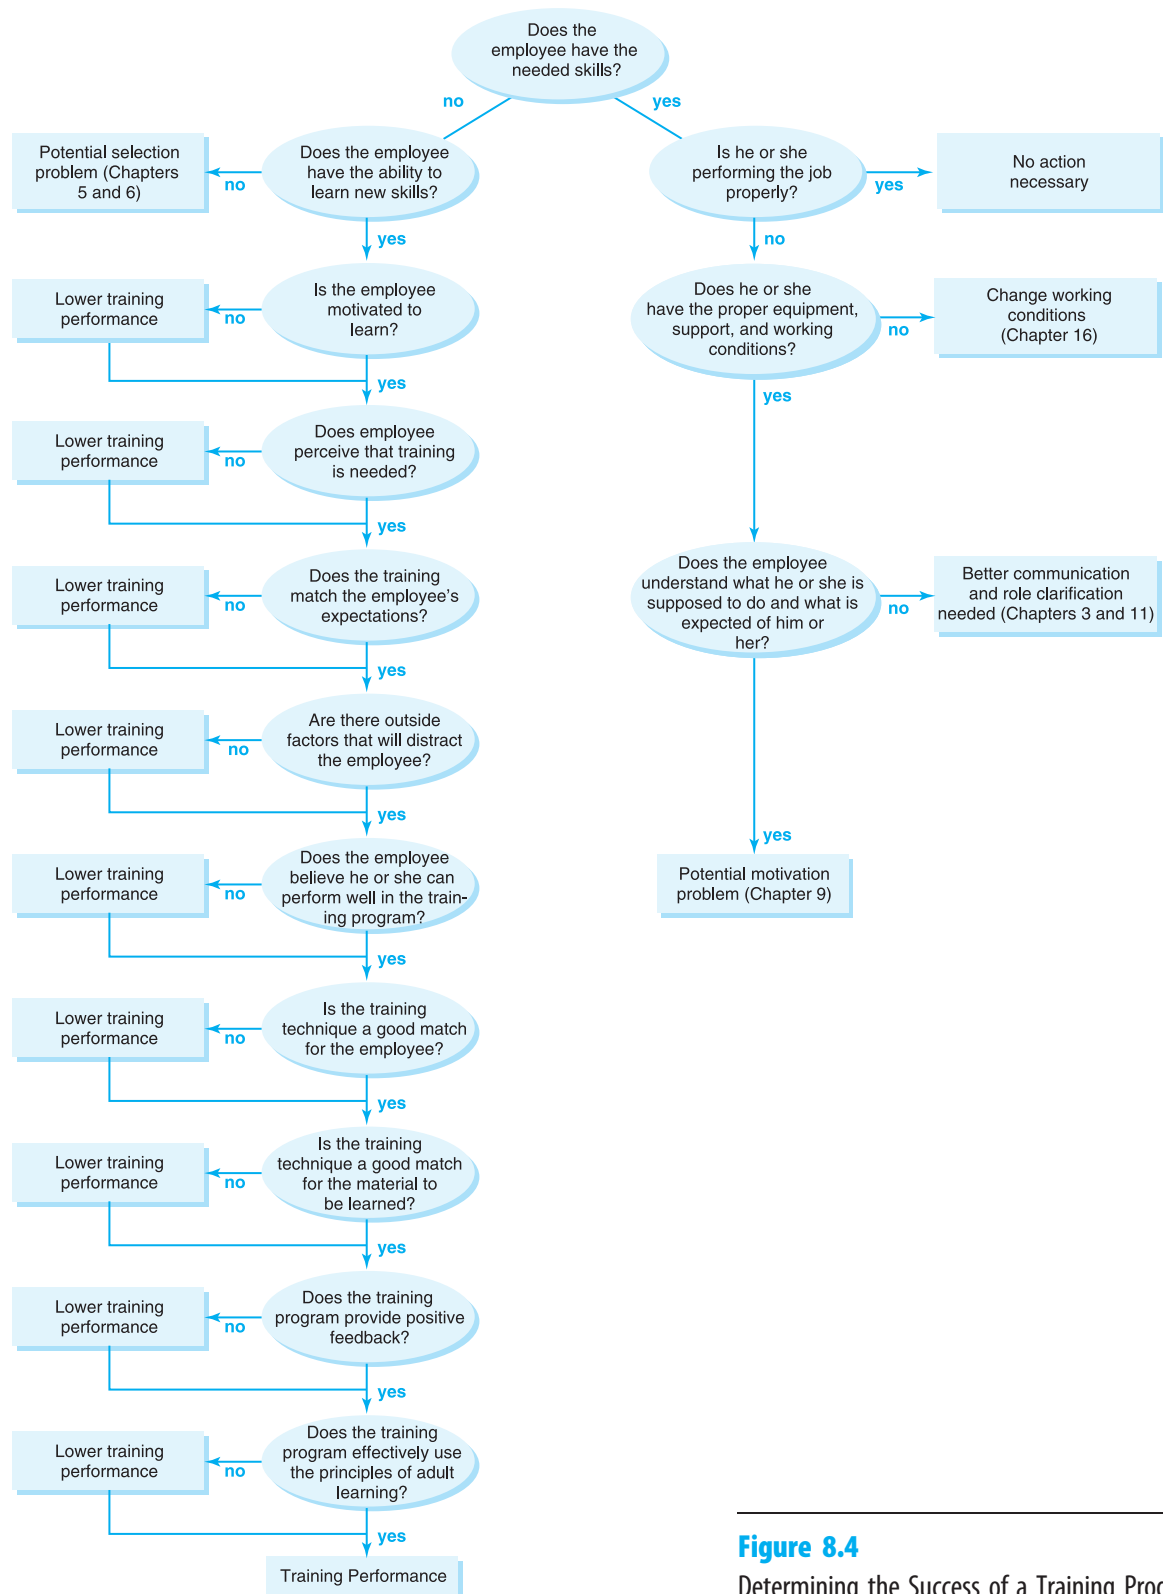 Does the
employee have the
needed skills?
no
yes
Potential selection
problem (Chapters
5 and 6)
no
Does the employee
have the ability to
learn new skills?
Is he or she
performing the job
properly?
yes
No action
necessary
yes
no
Lower training
performance
no
Is the employee
motivated to
learn?
Does he or she
have the proper equipment,
support, and working
conditions?
no
Change working
conditions
(Chapter 16)
yes
yes
Lower training
performance
no
Does employee
perceive that training
is needed?
yes
Lower training
performance
no
Does the training
match the employee's
expectations?
Does the employee
understand what he or she is
supposed to do and what is
expected of him or
her?
no
Better communication
and role clarification
needed (Chapters 3 and 11)
yes
Lower training
performance
no
Are there outside
factors that will distract
the employee?
yes
yes
Lower training
performance
no
Does the employee
believe he or she can
perform well in the train-
ing program?
Potential motivation
problem (Chapter 9)
yes
Lower training
performance
no
Is the training
technique a good match
for the employee?
yes
Lower training
performance
no
Is the training
technique a good match
for the material to
be learned?
yes
Lower training
performance
no
Does the training
program provide positive
feedback?
yes
Lower training
performance
no
Does the training
program effectively use
the principles of adult
learning?
yes
Training Performance
Figure 8.4
Determining the Success of a Training